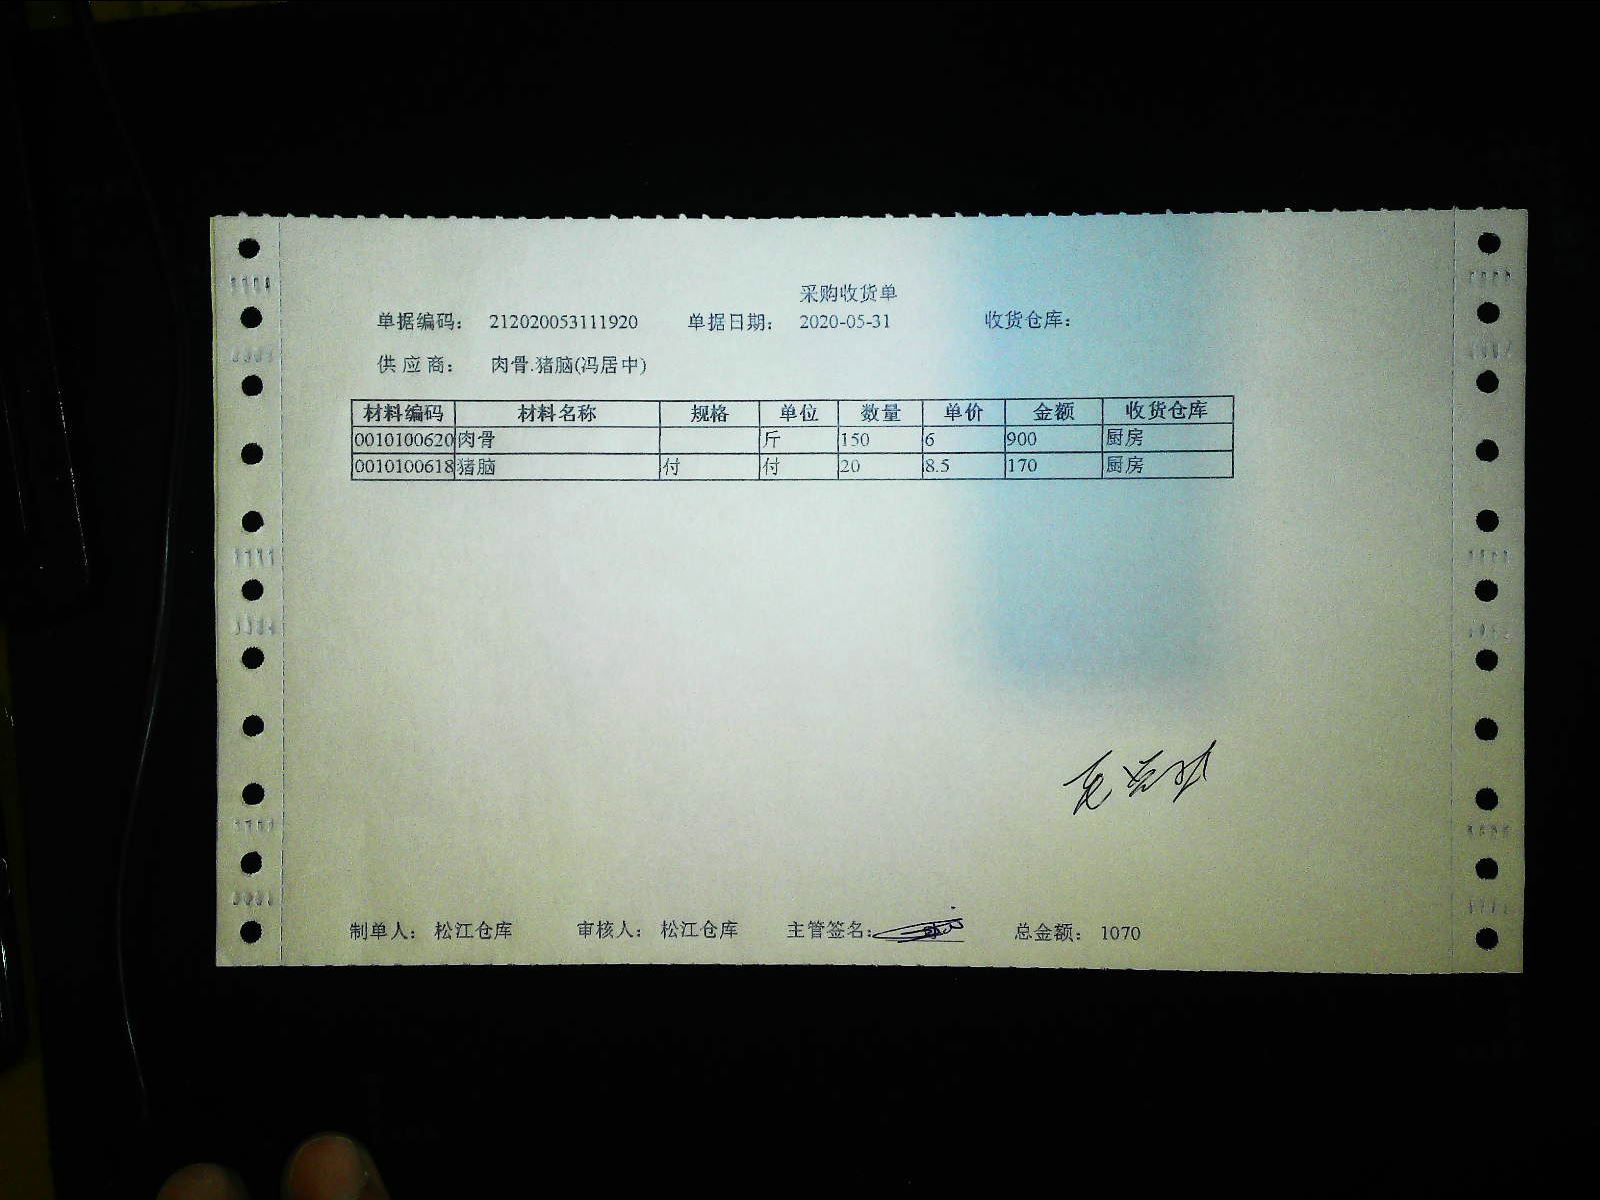 采购收货单
单据编码： 212020053111920 单据日期： 2020-05-31 收货仓库：
供 应 商： 肉骨.猪脑(冯居中)
材料编码 材料名称 规格 单位 数量 单价 金额 收货仓库
0010100620 肉骨 斤 150 6 900 厨房
0010100618 猪脑 付 付 20 8.5 170 厨房
制单人： 松江仓库 审核人： 松江仓库 主管签名： 总金额： 1070